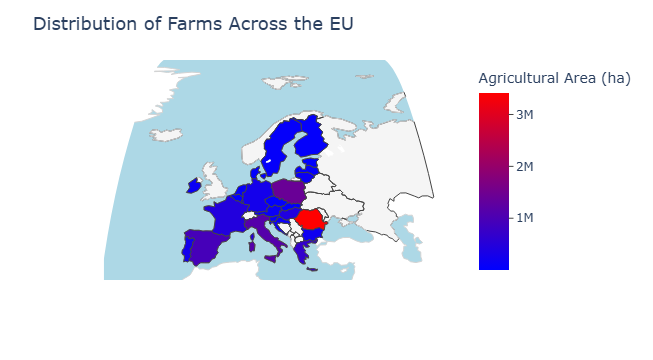 Distribution of Farms Across the EU
Agricultural Area (ha)
3M
2M
1M